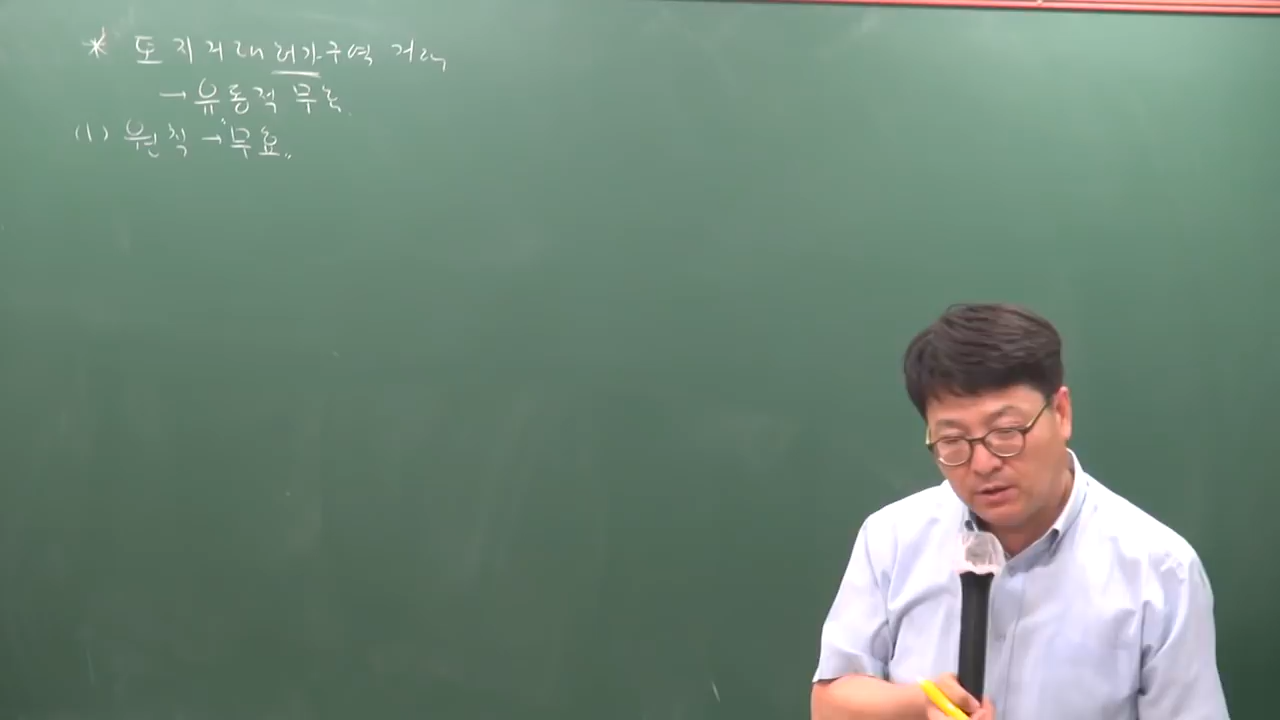 * 토지거래허가구역 거래
→ 유동적 무효
(1) 원칙 → 무효.